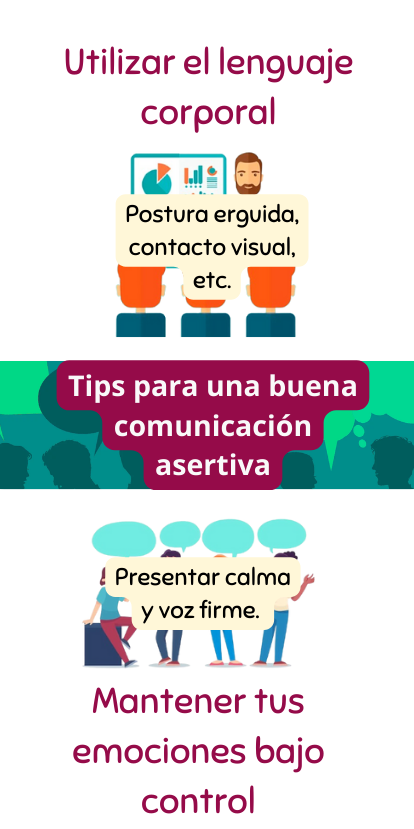 Utilizar el lenguaje
corporal
Postura erguida,
contacto visual,
etc.
Tips para una buena
comunicación
asertiva
Presentar calma
y voz firme.
Mantener tus
emociones bajo
control